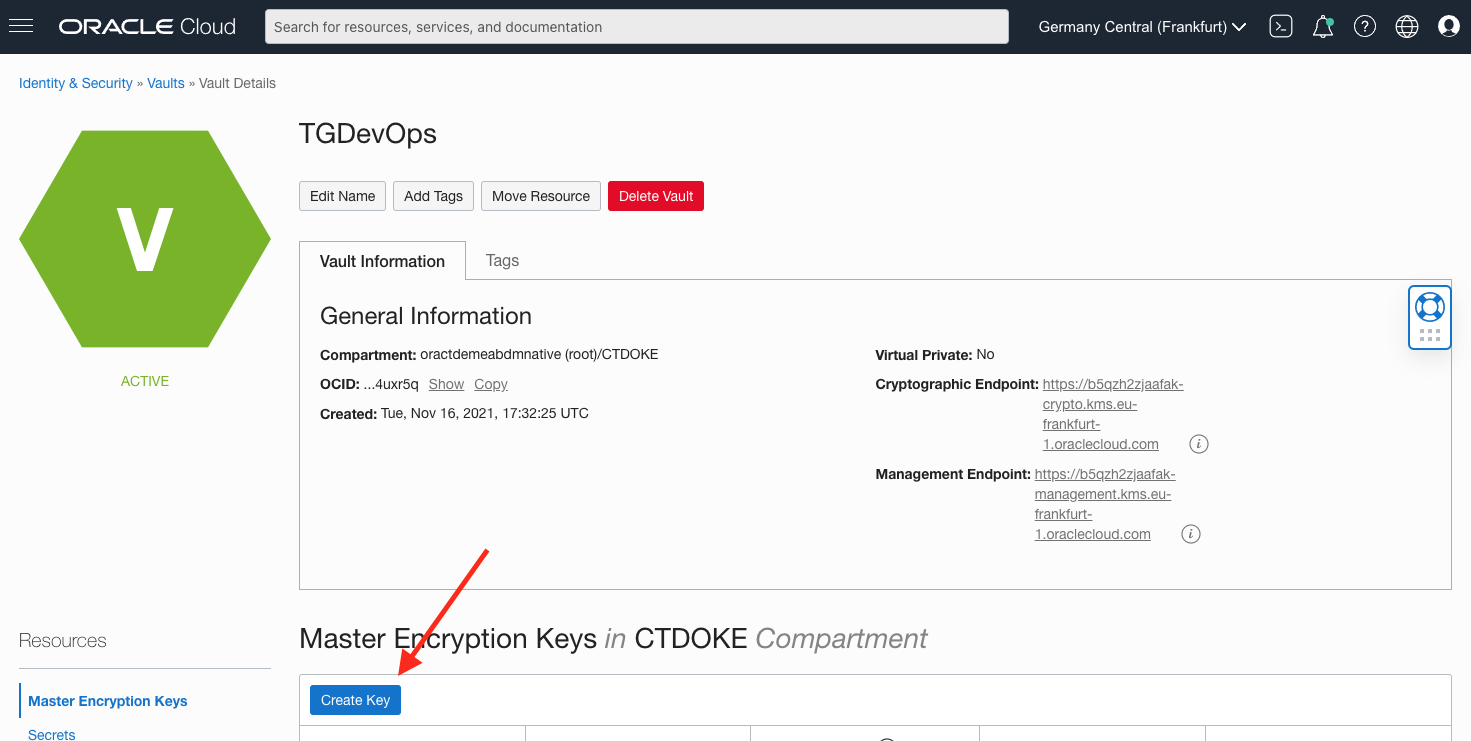 ORACLE Cloud
Search for resources, services, and documentation
Germany Central (Frankfurt)
Identity & Security » Vaults » Vault Details
V
ACTIVE
TGDevOps
Edit Name
Add Tags
Move Resource
Delete Vault
Vault Information
Tags
General Information
Compartment: oractdemeabdmnative (root)/CTDOKE
OCID: ...4uxr5q Show Copy
Created: Tue, Nov 16, 2021, 17:32:25 UTC
Virtual Private: No
Cryptographic Endpoint: https://b5qzh2zjaafak-
crypto.kms.eu-
frankfurt-
1.oraclecloud.com
i
Management Endpoint: https://b5qzh2zjaafak-
management.kms.eu-
frankfurt-
1.oraclecloud.com
i
Resources
Master Encryption Keys
Secrets
Master Encryption Keys in CTDOKE Compartment
Create Key